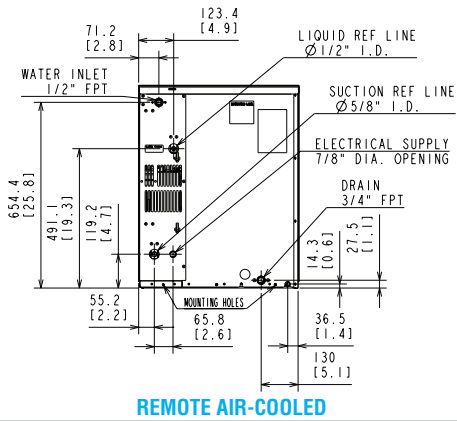 123.4
[4.9]
71.2
[2.8]
LIQUID REF LINE
Ø1/2" I.D.
WATER INLET
1/2" FPT
SUCTION REF LINE
Ø5/8" I.D.
ELECTRICAL SUPPLY
7/8" DIA. OPENING
DRAIN
3/4" FPT
654.4
[25.8]
491.1
[19.3]
119.2
[4.7]
14.3
[0.6]
27.5
[1.1]
55.2
[2.2]
MOUNTING HOLES
65.8
[2.6]
36.5
[1.4]
130
[5.1]
REMOTE AIR-COOLED